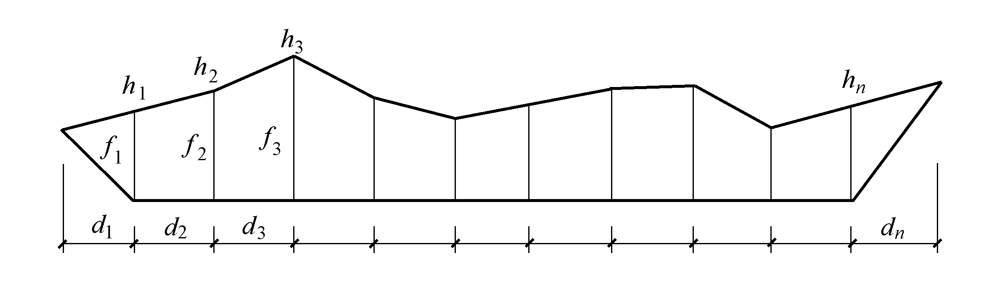 h₃
h₂
h₁
hₙ
f₁ f₂ f₃
d₁ d₂ d₃ dₙ